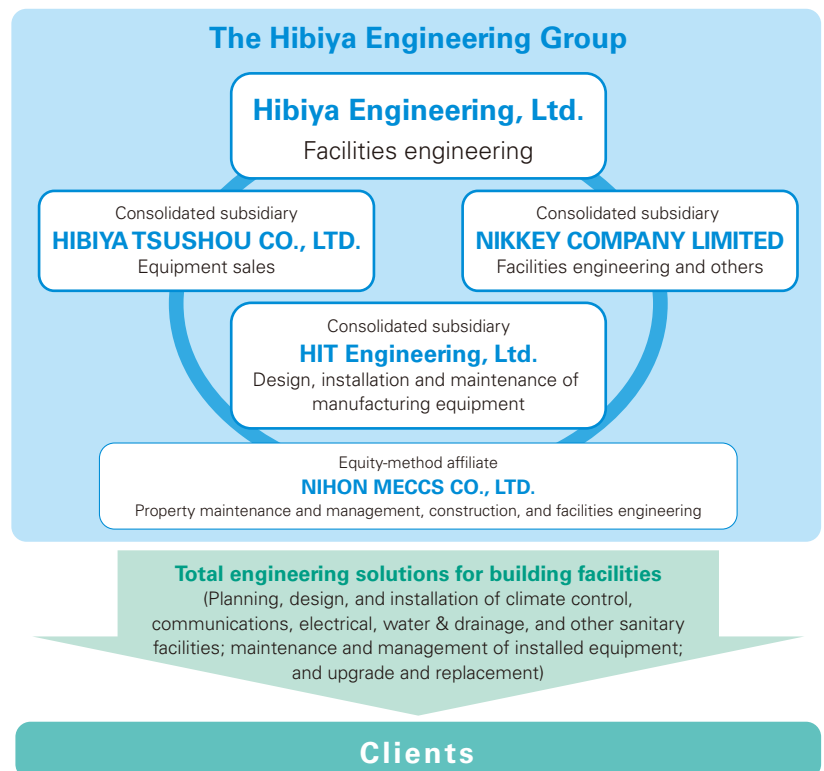 The Hibiya Engineering Group
Hibiya Engineering, Ltd.
Facilities engineering
Consolidated subsidiary
HIBIYA TSUSHOU CO., LTD.
Equipment sales
Consolidated subsidiary
NIKKEY COMPANY LIMITED
Facilities engineering and others
Consolidated subsidiary
HIT Engineering, Ltd.
Design, installation and maintenance of
manufacturing equipment
Equity-method affiliate
NIHON MECCS CO., LTD.
Property maintenance and management, construction, and facilities engineering
Total engineering solutions for building facilities
(Planning, design, and installation of climate control,
communications, electrical, water & drainage, and other sanitary
facilities; maintenance and management of installed equipment;
and upgrade and replacement)
Clients